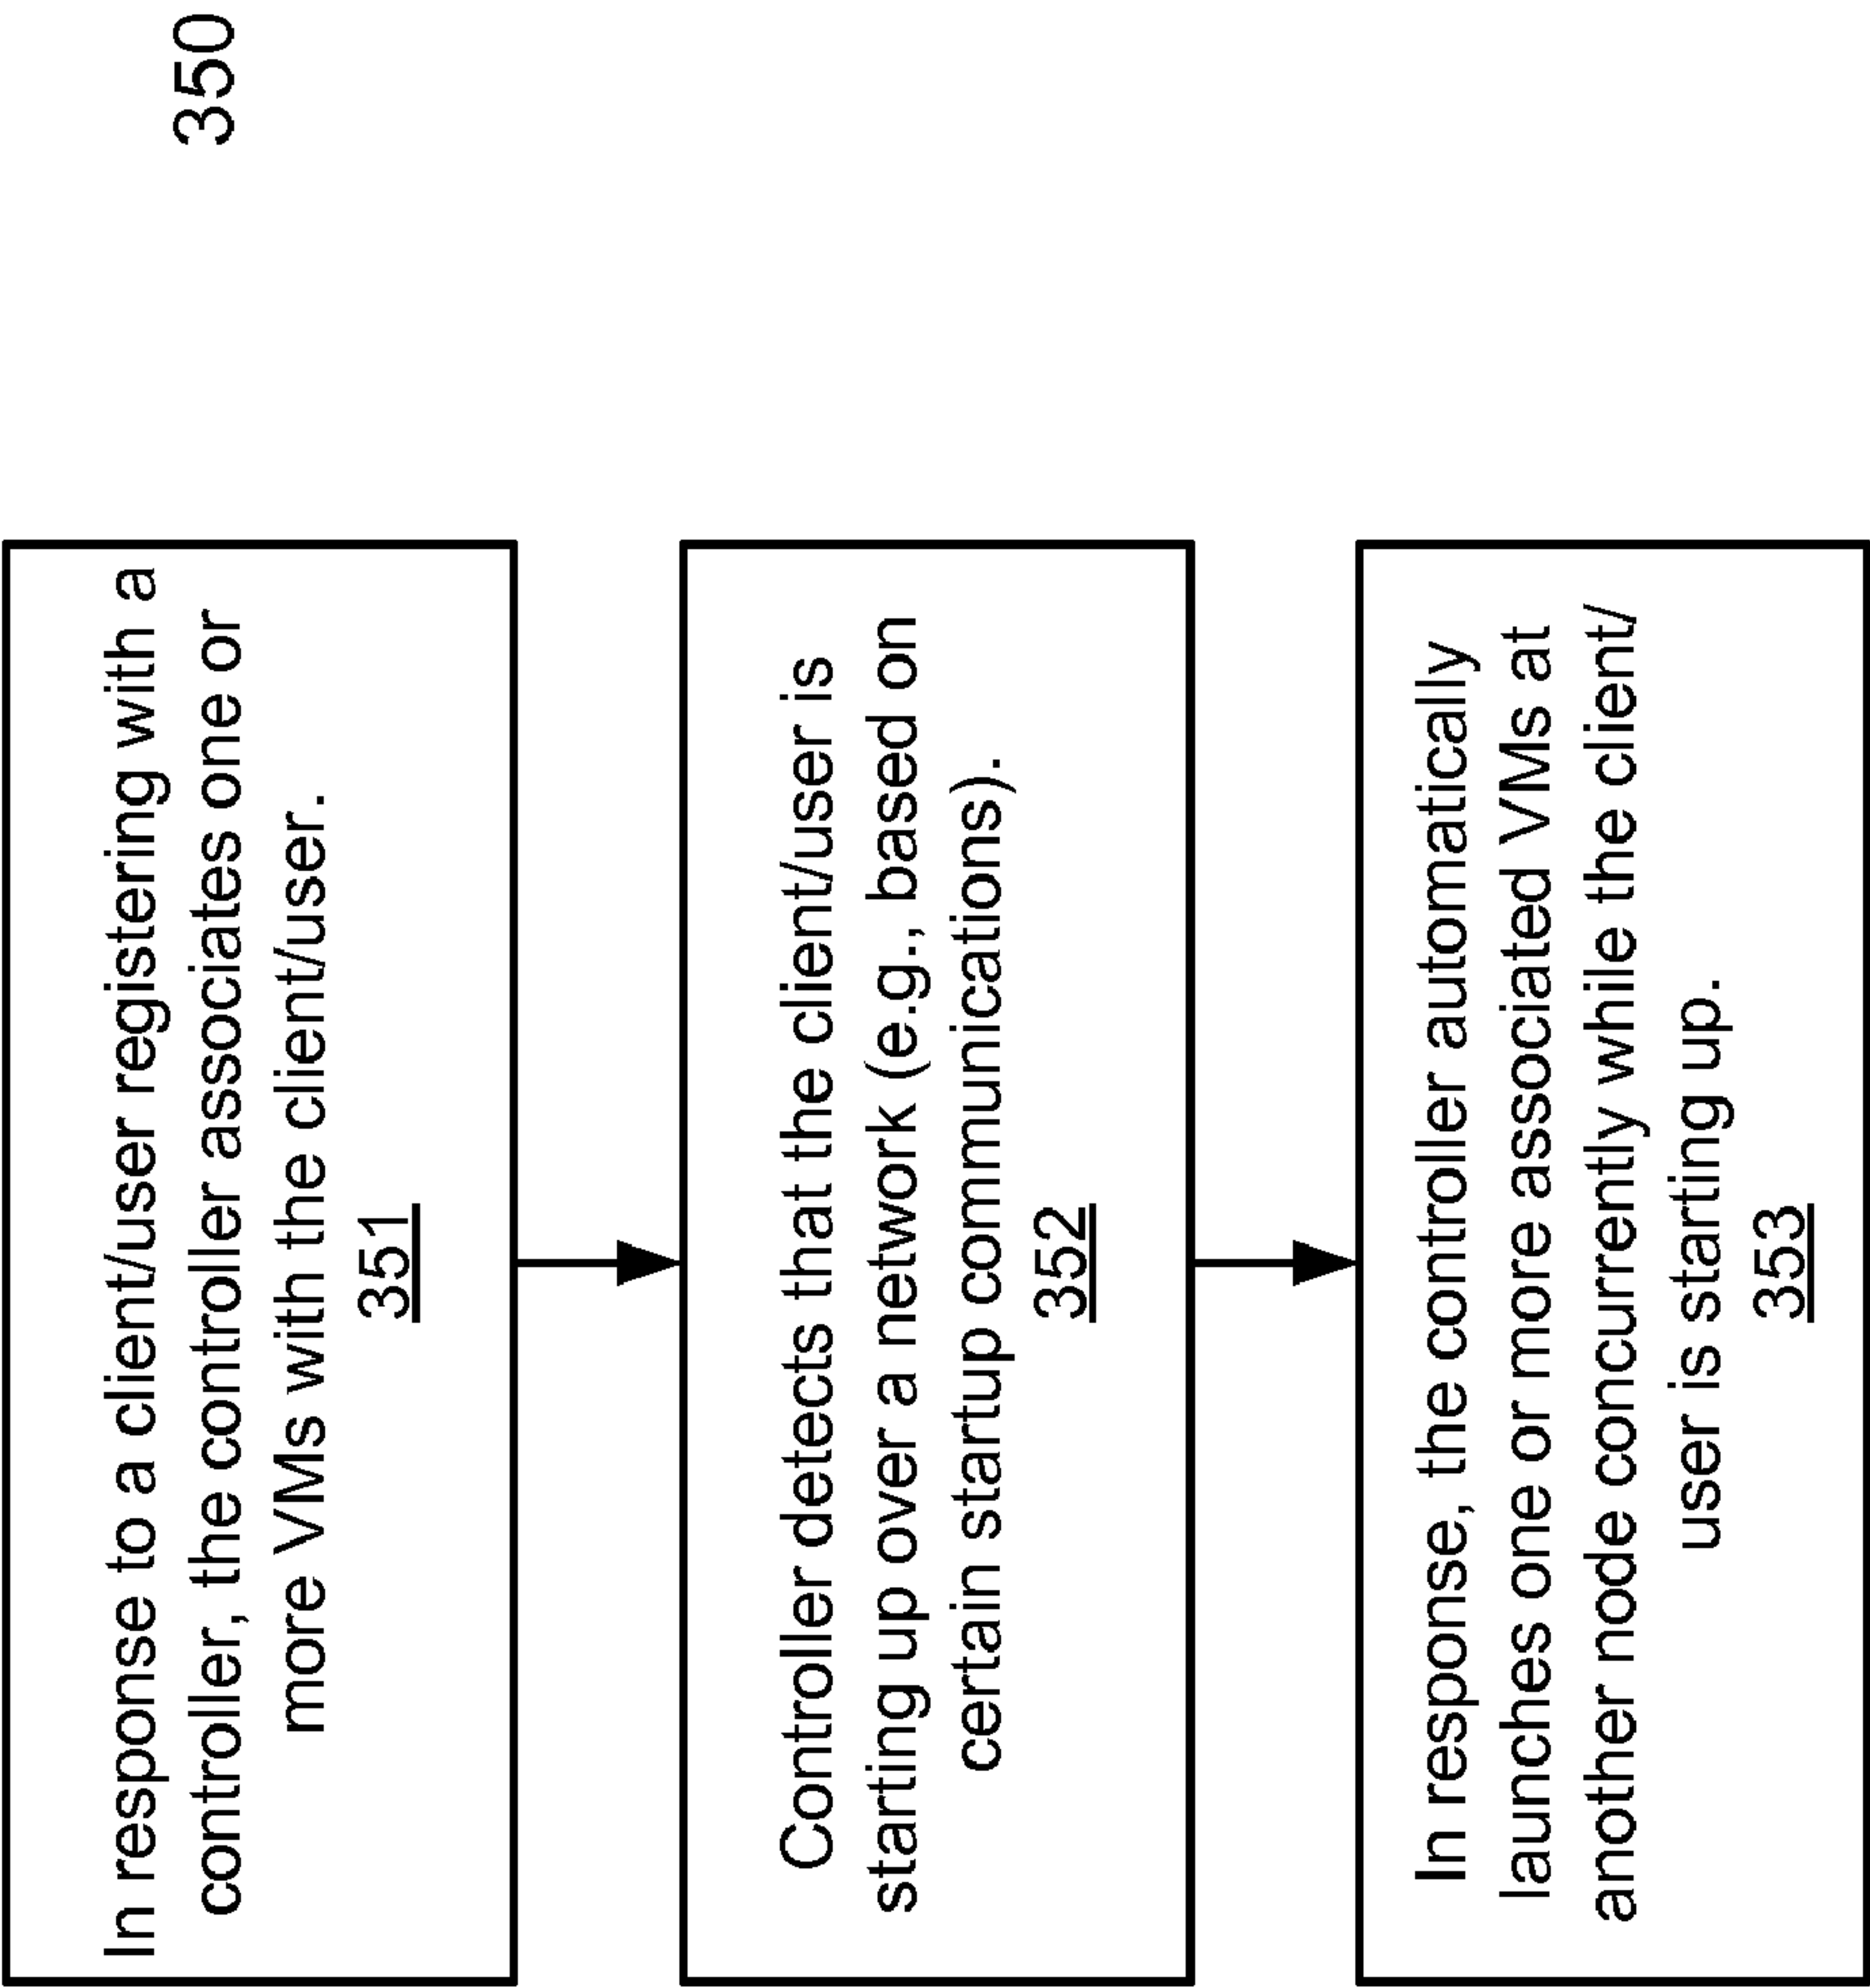 350
In response to a client/user registering with a
controller, the controller associates one or
more VMs with the client/user.
351
Controller detects that the client/user is
starting up over a network (e.g., based on
certain startup communications).
352
In response, the controller automatically
launches one or more associated VMs at
another node concurrently while the client/
user is starting up.
353